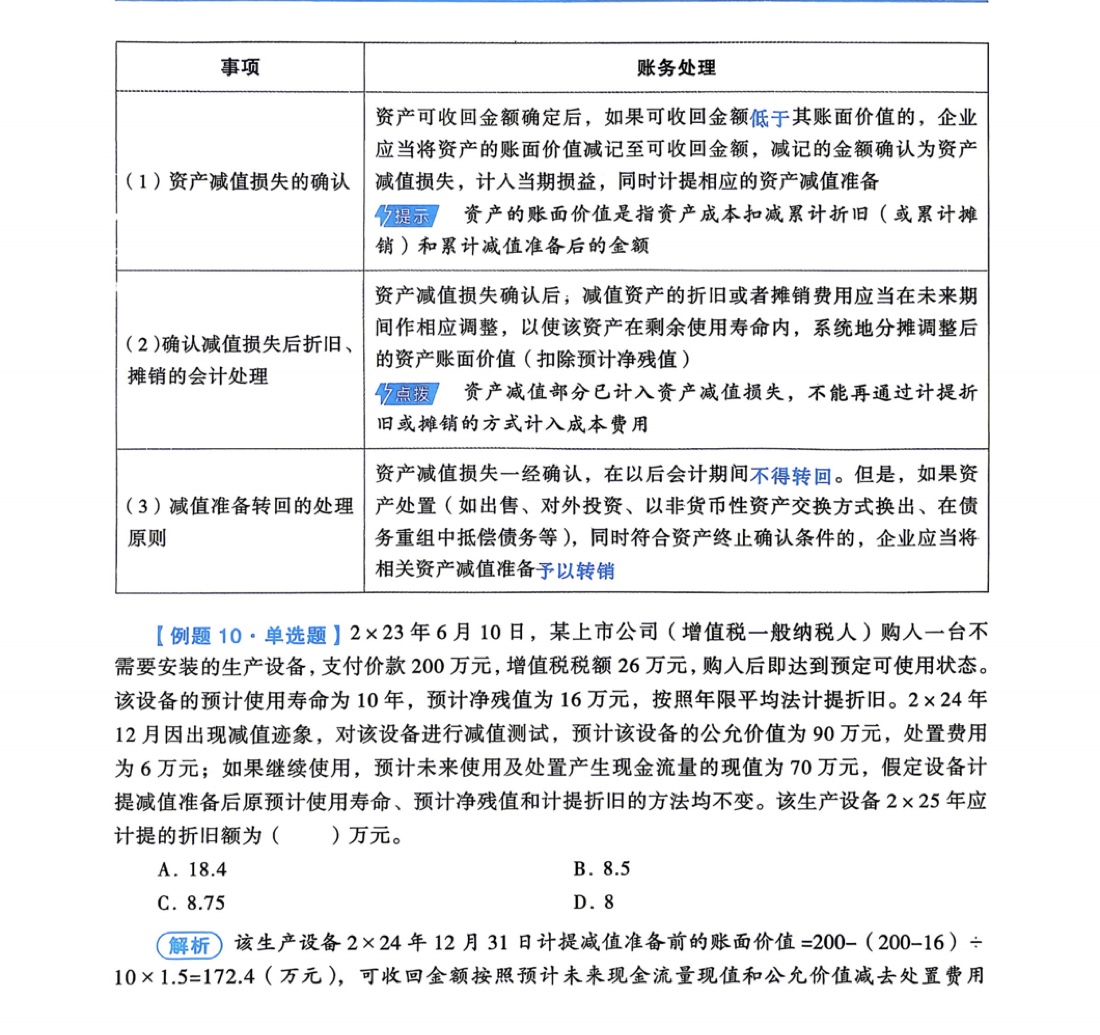 事项
账务处理
(1)资产减值损失的确认
资产可收回金额确定后，如果可收回金额低于其账面价值的，企业
应当将资产的账面价值减记至可收回金额，减记的金额确认为资产
减值损失，计入当期损益，同时计提相应的资产减值准备
提示 资产的账面价值是指资产成本扣减累计折旧（或累计摊
销）和累计减值准备后的金额
(2)确认减值损失后折旧、
摊销的会计处理
资产减值损失确认后，减值资产的折旧或者摊销费用应当在未来期
间作相应调整，以使该资产在剩余使用寿命内，系统地分摊调整后
的资产账面价值（扣除预计净残值）
点拨 资产减值部分已计入资产减值损失，不能再通过计提折
旧或摊销的方式计入成本费用
(3)减值准备转回的处理
原则
资产减值损失一经确认，在以后会计期间不得转回。但是，如果资
产处置（如出售、对外投资、以非货币性资产交换方式换出、在债
务重组中抵偿债务等），同时符合资产终止确认条件的，企业应当将
相关资产减值准备予以转销
【例题10·单选题】2×23年6月10日，某上市公司（增值税一般纳税人）购入一台不
需要安装的生产设备，支付价款200万元，增值税税额26万元，购入后即达到预定可使用状态。
该设备的预计使用寿命为10年，预计净残值为16万元，按照年限平均法计提折旧。2×24年
12月因出现减值迹象，对该设备进行减值测试，预计该设备的公允价值为90万元，处置费用
为6万元；如果继续使用，预计未来使用及处置产生现金流量的现值为70万元，假定设备计
提减值准备后原预计使用寿命、预计净残值和计提折旧的方法均不变。该生产设备2×25年应
计提的折旧额为（　　）万元。
A. 18.4　　B. 8.5
C. 8.75　　D. 8
解析 该生产设备2×24年12月31日计提减值准备前的账面价值=200-（200-16）÷
10×1.5=172.4（万元），可收回金额按照预计未来现金流量现值和公允价值减去处置费用